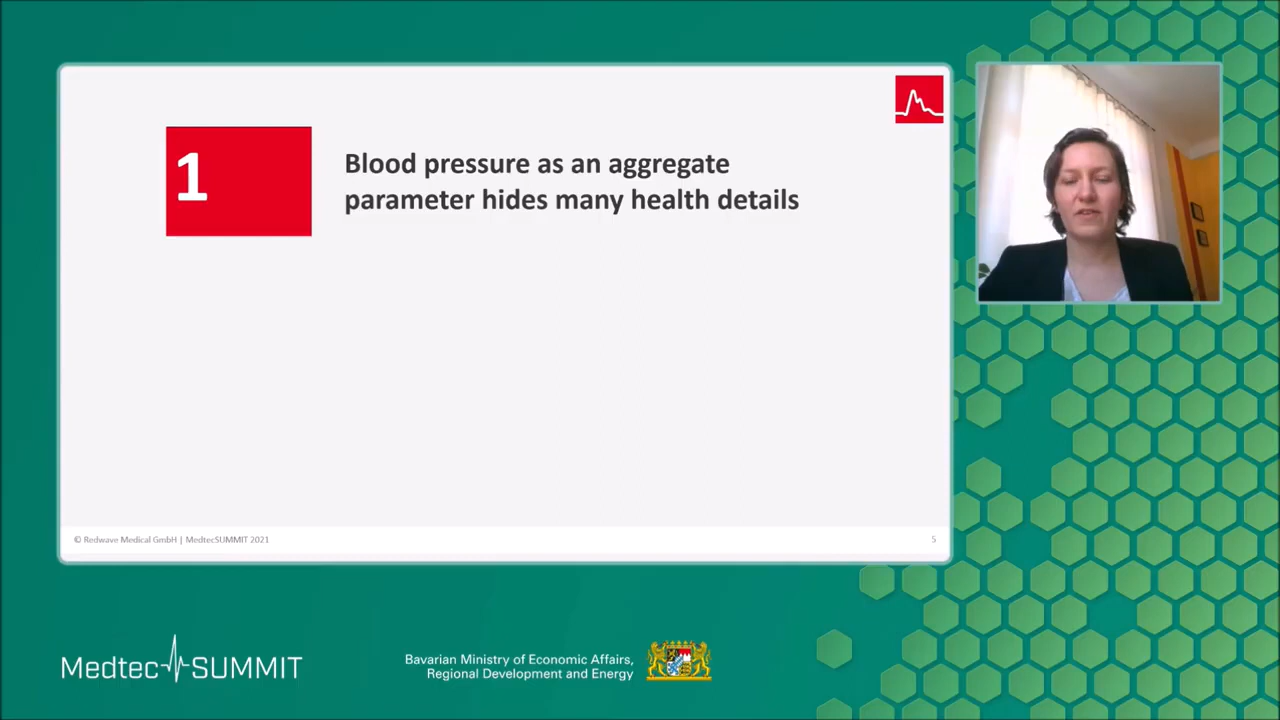 1
Blood pressure as an aggregate
parameter hides many health details
© Redwave Medical GmbH | MedtecSUMMIT 2021
5
Medtec SUMMIT
Bavarian Ministry of Economic Affairs,
Regional Development and Energy